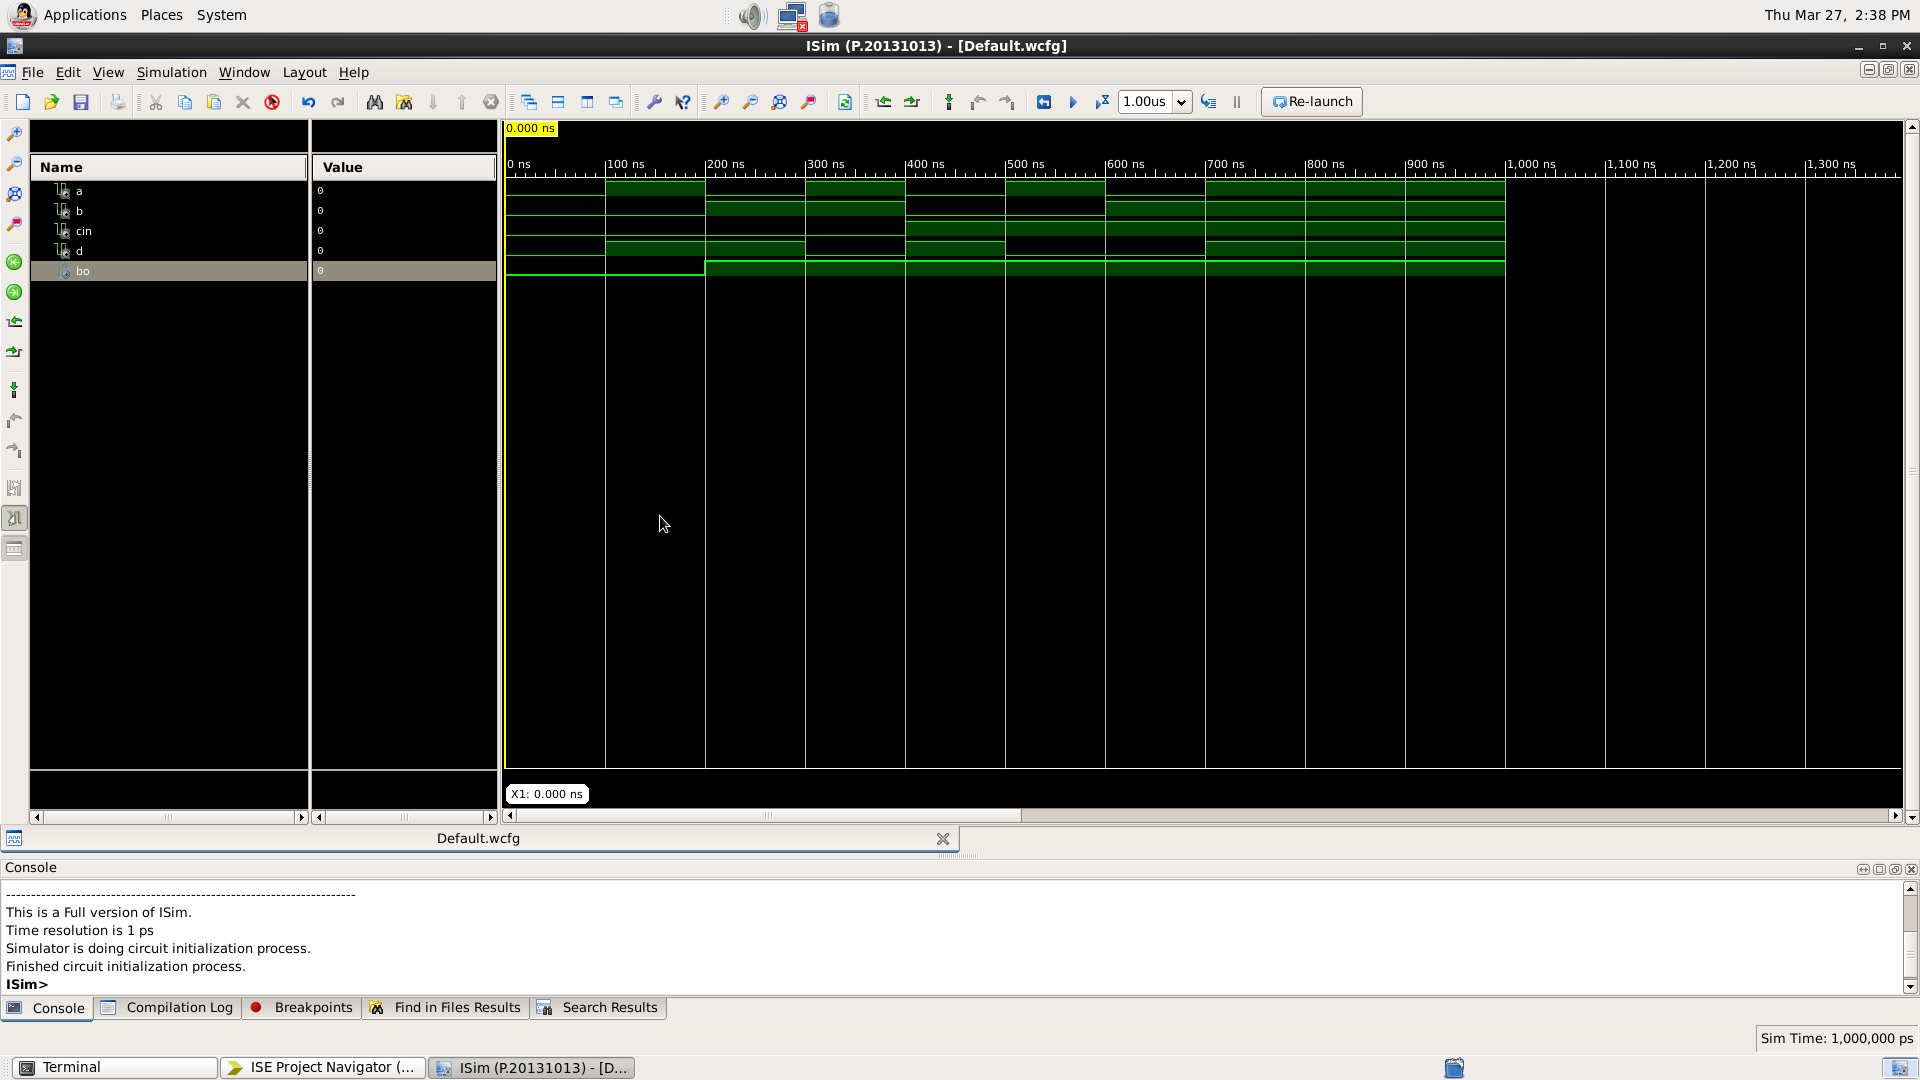 Applications Places System
Thu Mar 27, 2:38 PM
ISim (P.20131013) - [Default.wcfg]
File Edit View Simulation Window Layout Help
1.00us
Re-launch
0.000 ns
Name
Value
0 ns 100 ns 200 ns 300 ns 400 ns 500 ns 600 ns 700 ns 800 ns 900 ns 1,000 ns 1,100 ns 1,200 ns 1,300 ns
a 0
b 0
cin 0
d 0
bo 0
X1: 0.000 ns
Default.wcfg
Console
--------------------------------------------------------------------
This is a Full version of ISim.
Time resolution is 1 ps
Simulator is doing circuit initialization process.
Finished circuit initialization process.
ISim>
Console Compilation Log Breakpoints Find in Files Results Search Results
Sim Time: 1,000,000 ps
Terminal ISE Project Navigator (... ISim (P.20131013) - [D...